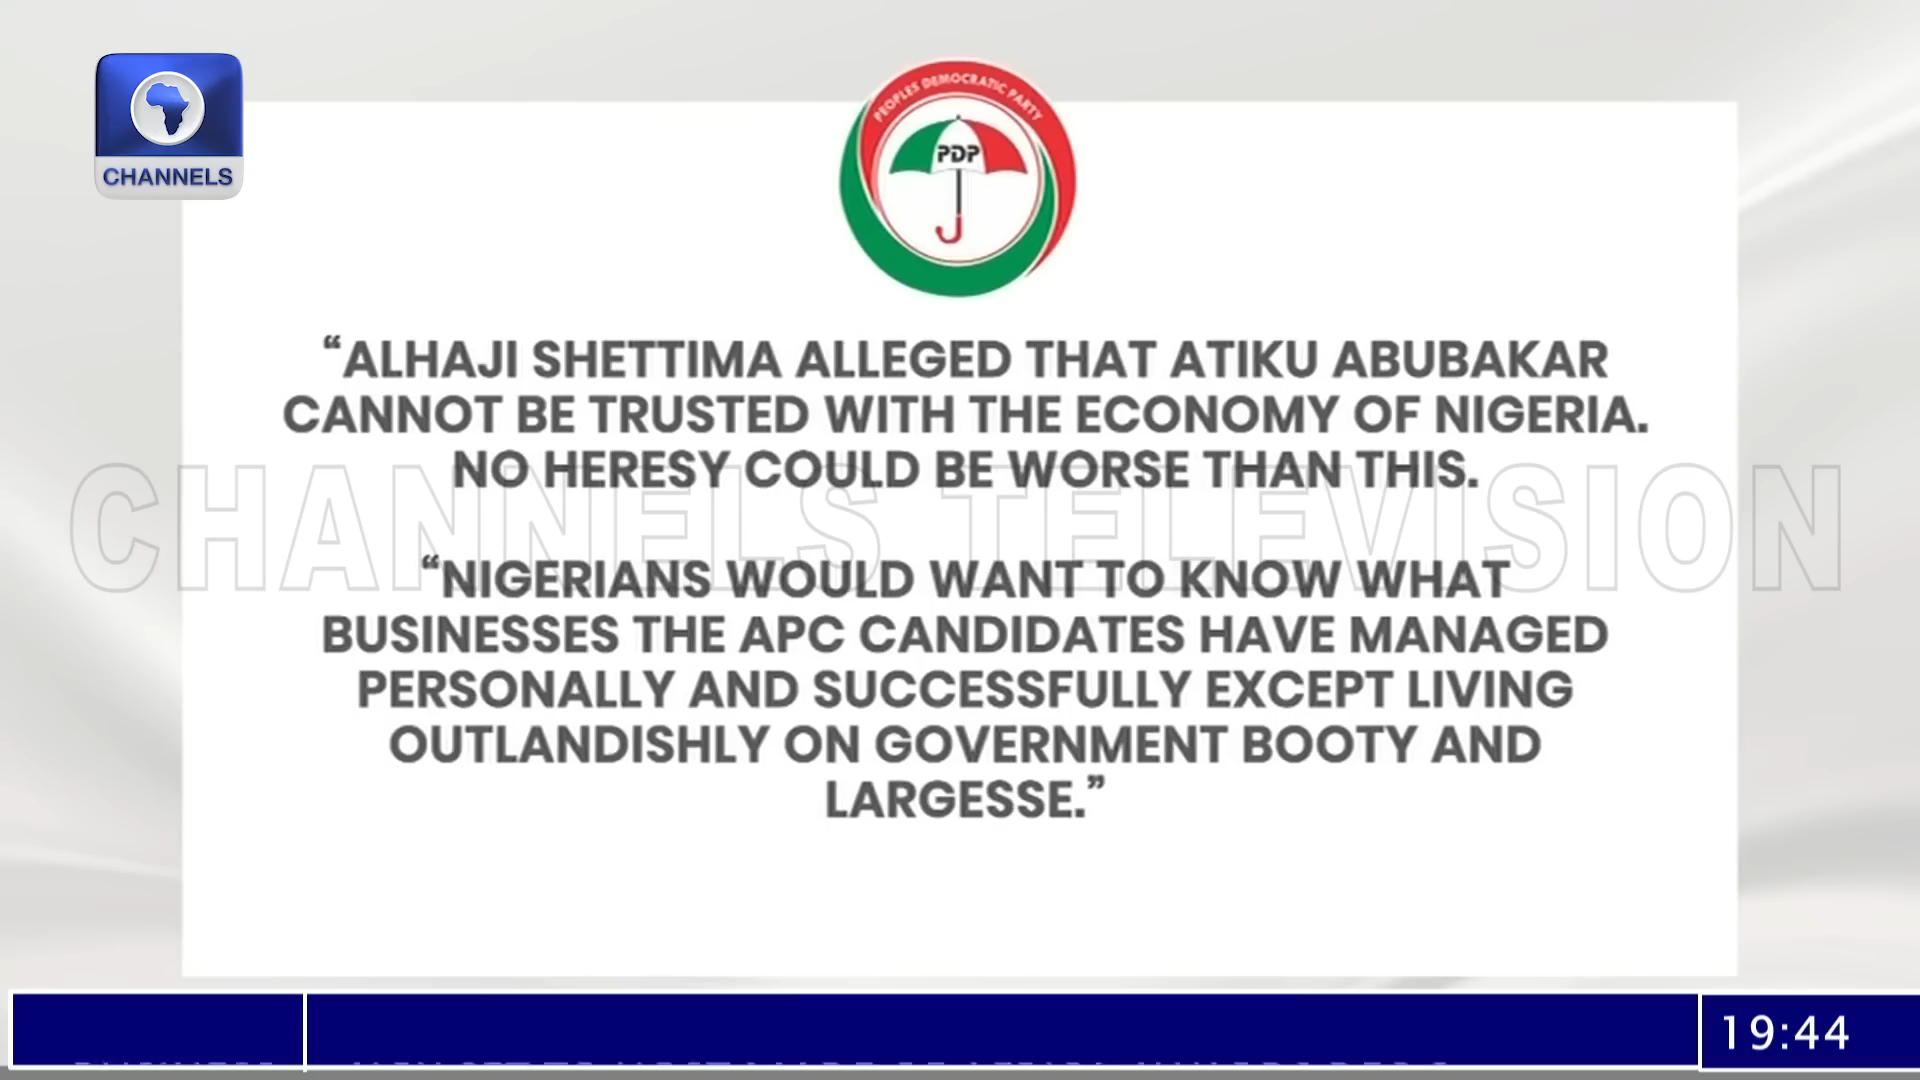 CHANNELS
PEOPLES DEMOCRATIC PARTY
PDP
“ALHAJI SHETTIMA ALLEGED THAT ATIKU ABUBAKAR
CANNOT BE TRUSTED WITH THE ECONOMY OF NIGERIA.
NO HERESY COULD BE WORSE THAN THIS.
CHANNELS TELEVISION
“NIGERIANS WOULD WANT TO KNOW WHAT
BUSINESSES THE APC CANDIDATES HAVE MANAGED
PERSONALLY AND SUCCESSFULLY EXCEPT LIVING
OUTLANDISHLY ON GOVERNMENT BOOTY AND
LARGESSE.”
19:44